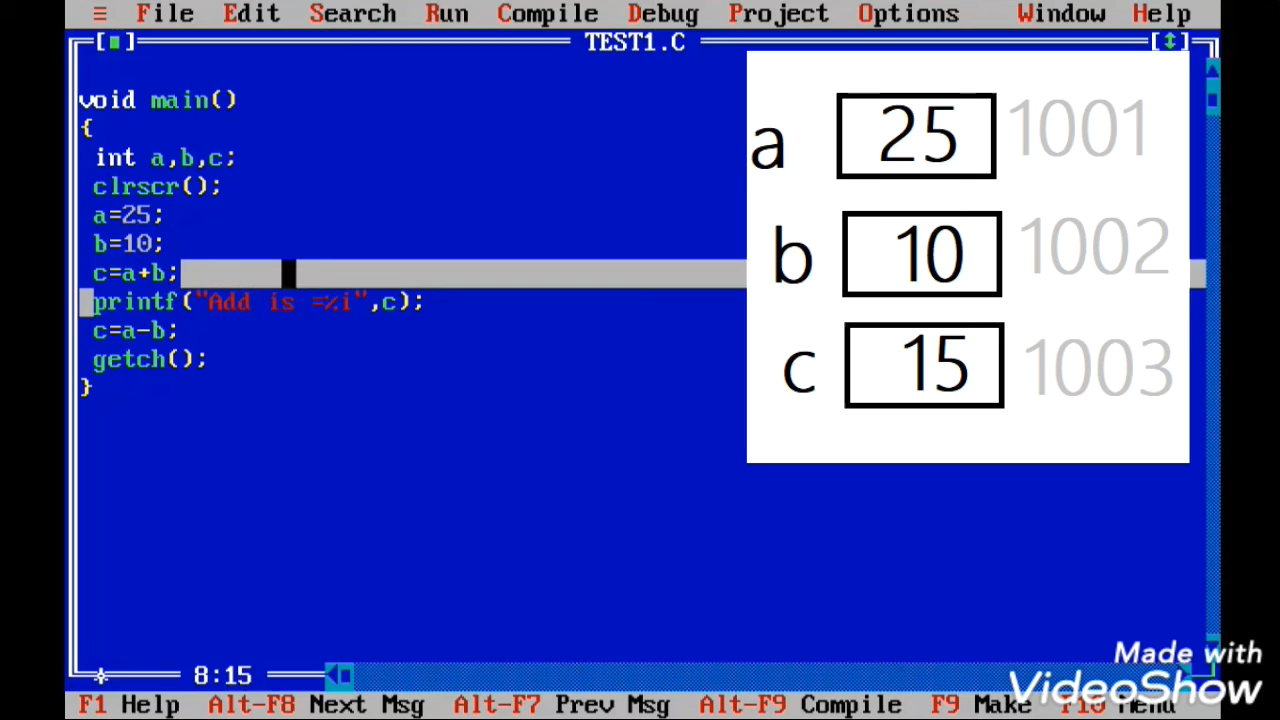 ≡ File Edit Search Run Compile Debug Project Options Window Help
[■] TEST1.C [↕]
void main()
{
int a,b,c;
clrscr();
a=25;
b=10;
c=a+b;
printf("Add is =%i",c);
c=a-b;
getch();
}
a 25 1001
b 10 1002
c 15 1003
8:15
F1 Help Alt-F8 Next Msg Alt-F7 Prev Msg Alt-F9 Compile F9 Make F10 Menu
Made with
VideoShow